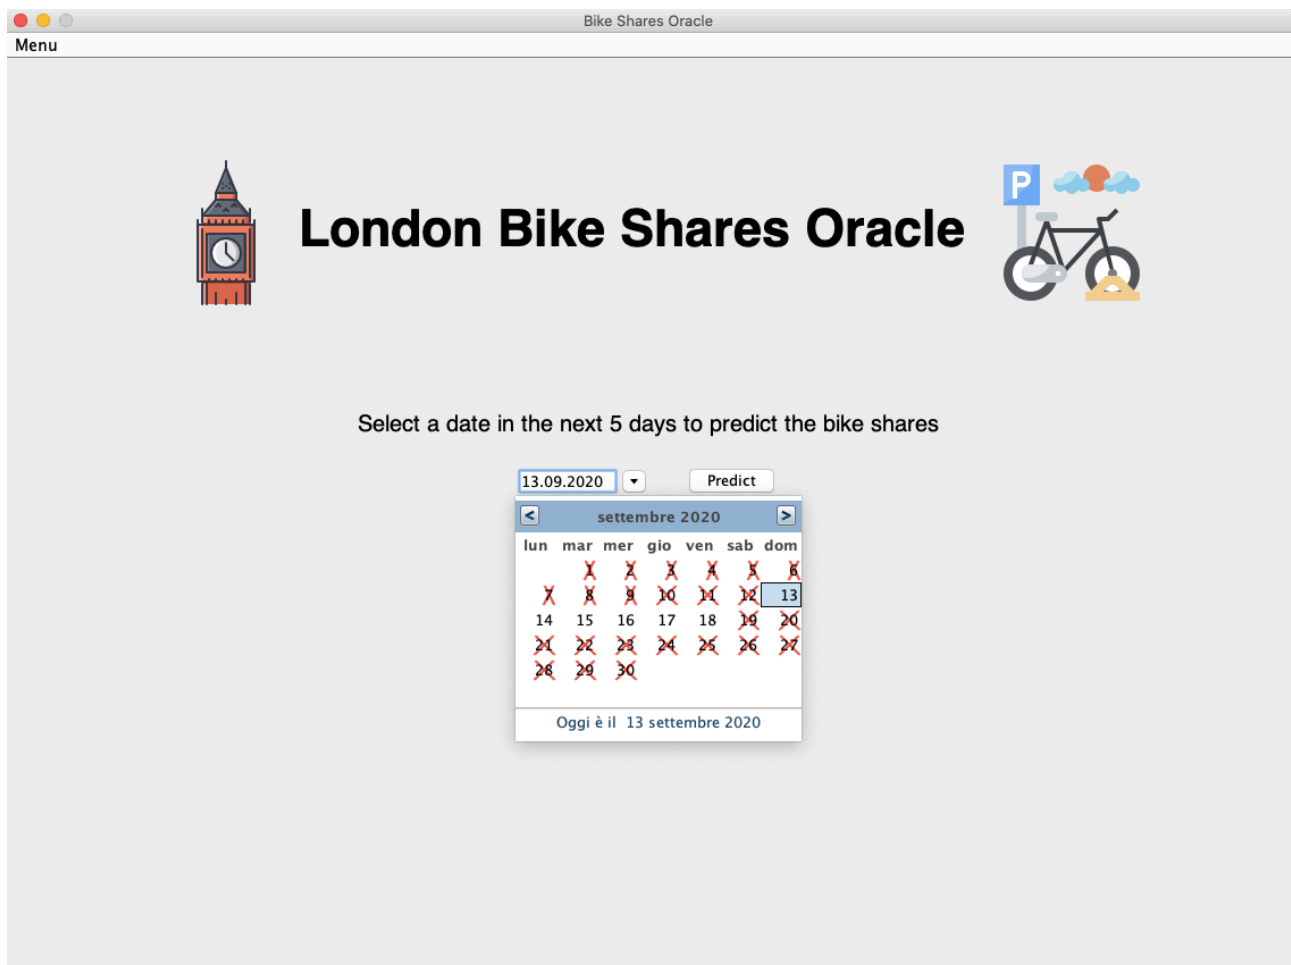 Bike Shares Oracle
Menu
P
London Bike Shares Oracle
Select a date in the next 5 days to predict the bike shares
13.09.2020 Predict
< settembre 2020 >
lun mar mer gio ven sab dom
1 2 3 4 5 6
7 8 9 10 11 12 13
14 15 16 17 18 19 20
21 22 23 24 25 26 27
28 29 30
Oggi è il 13 settembre 2020